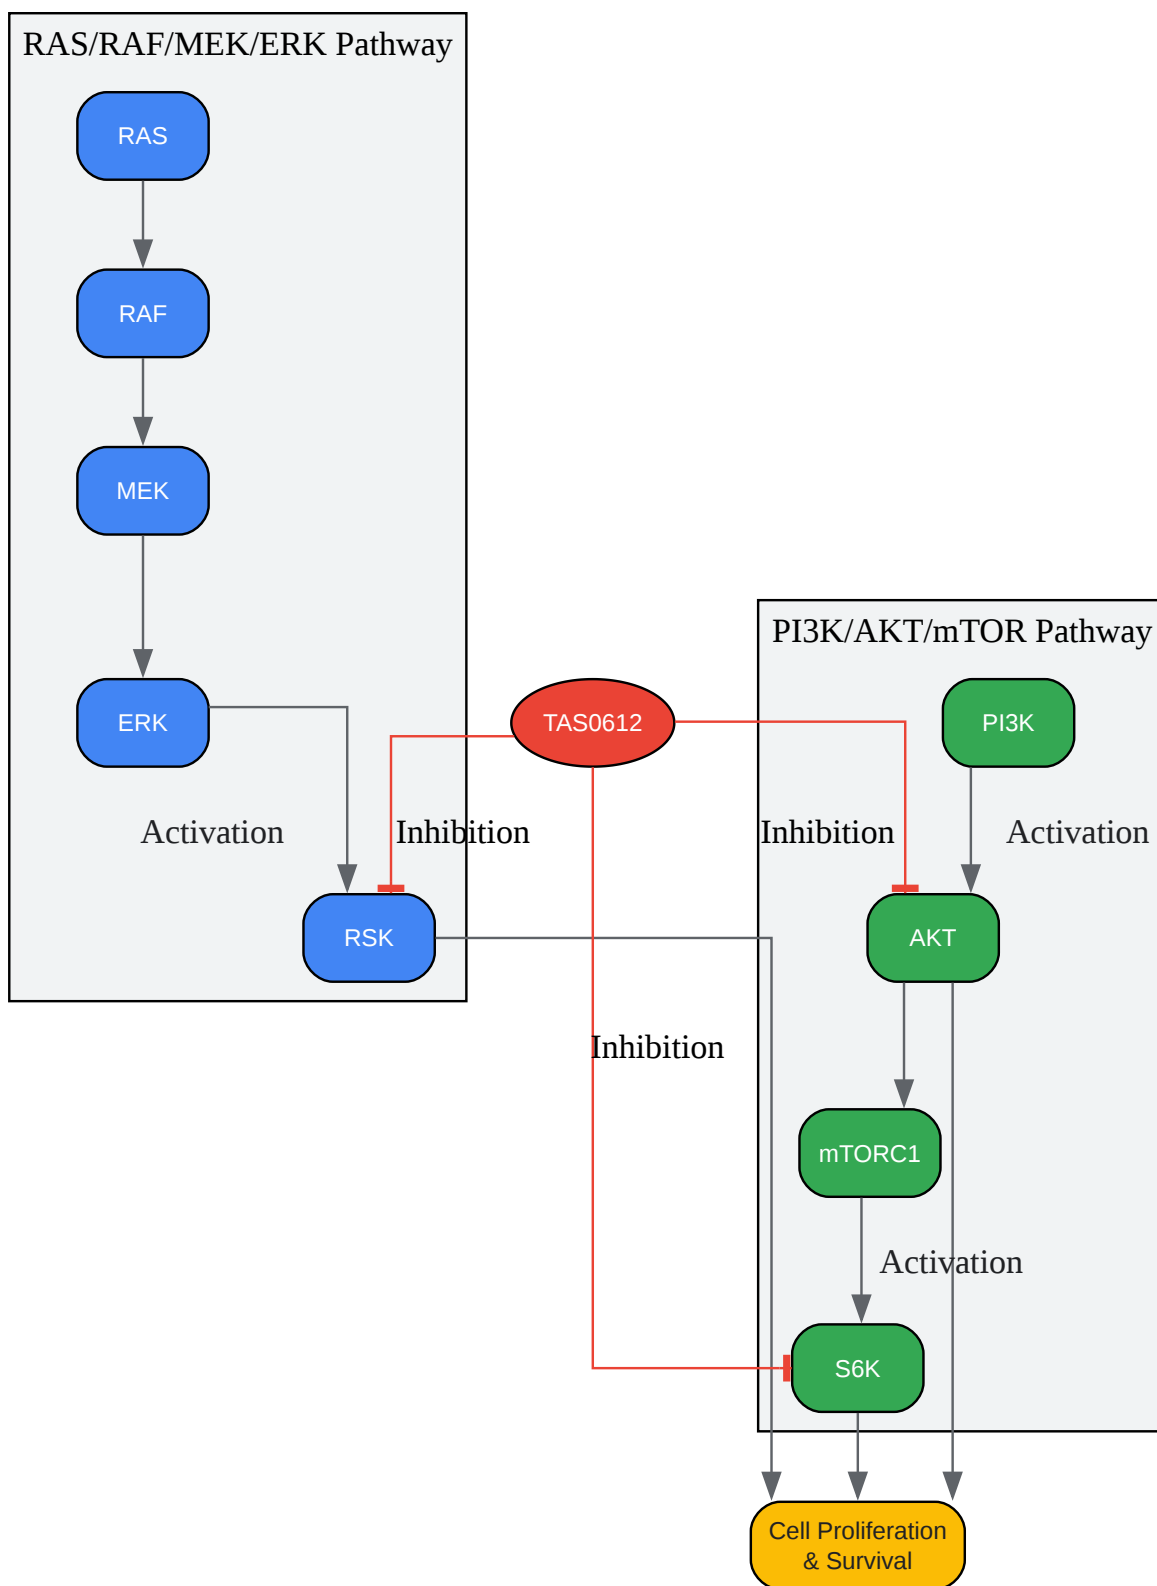 RAS/RAF/MEK/ERK Pathway
RAS
RAF
MEK
PI3K/AKT/mTOR Pathway
ERK
TAS0612
PI3K
Activation
Inhibition
Inhibition
Activation
RSK
AKT
Inhibition
mTORC1
Activation
S6K
Cell Proliferation
& Survival